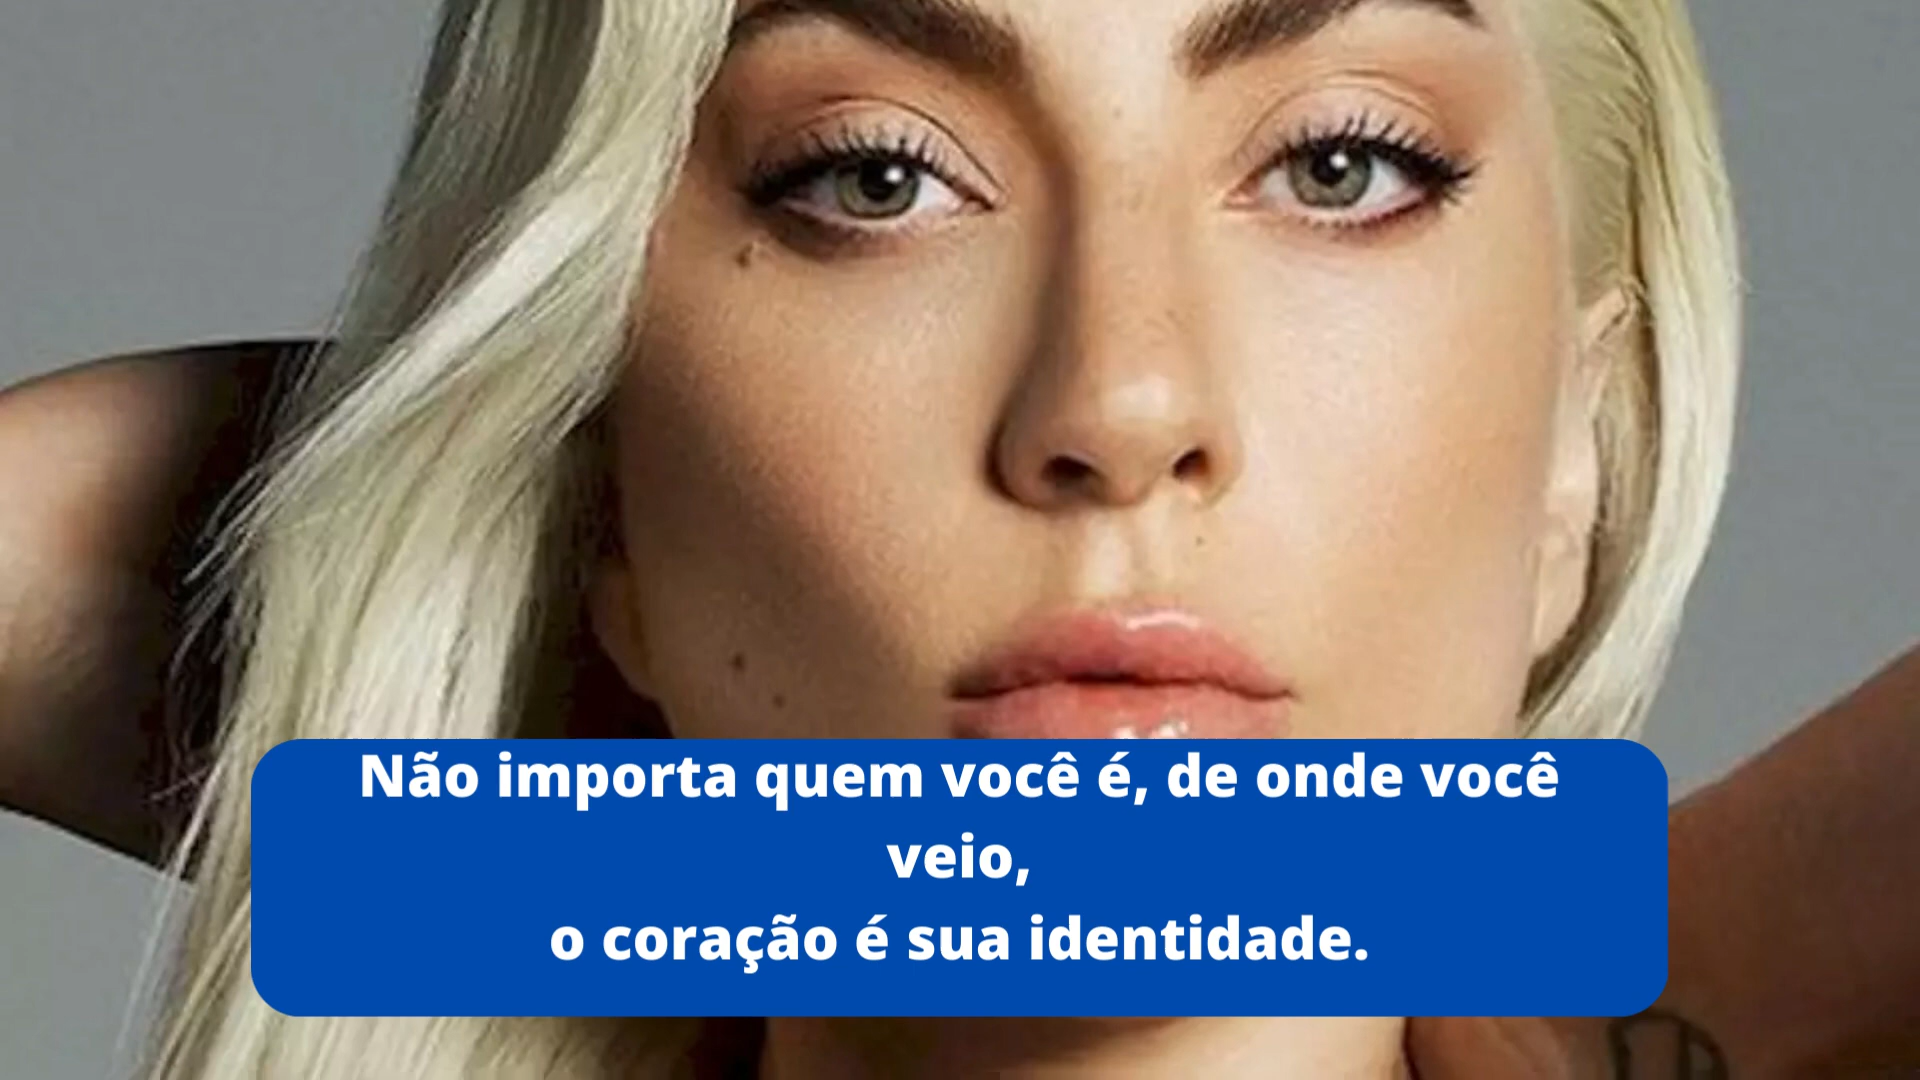 Não importa quem você é, de onde você
veio,
o coração é sua identidade.